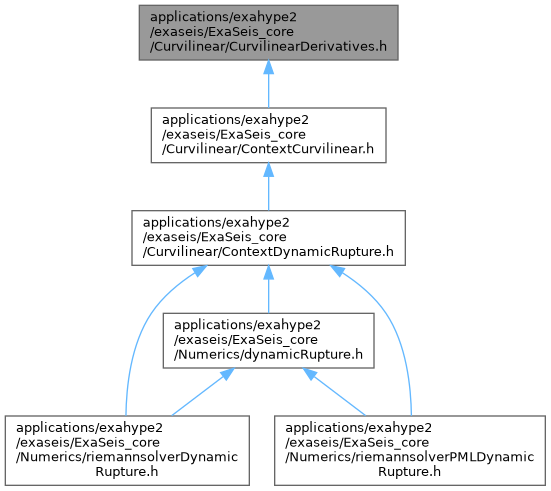 applications/exahype2
/exaseis/ExaSeis_core
/Curvilinear/CurvilinearDerivatives.h
applications/exahype2
/exaseis/ExaSeis_core
/Curvilinear/ContextCurvilinear.h
applications/exahype2
/exaseis/ExaSeis_core
/Curvilinear/ContextDynamicRupture.h
applications/exahype2
/exaseis/ExaSeis_core
/Numerics/dynamicRupture.h
applications/exahype2
/exaseis/ExaSeis_core
/Numerics/riemannsolverDynamic
Rupture.h
applications/exahype2
/exaseis/ExaSeis_core
/Numerics/riemannsolverPMLDynamic
Rupture.h